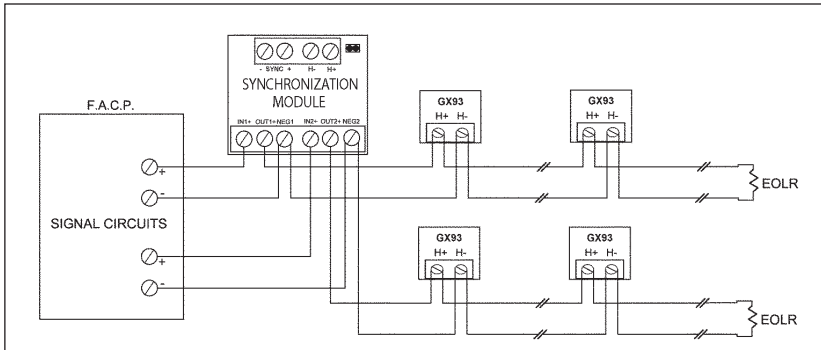 - SYNC + H- H+
SYNCHRONIZATION
MODULE
IN1+ OUT1+ NEG1 IN2+ OUT2+ NEG2
F.A.C.P.
+
-
SIGNAL CIRCUITS
+
-
GX93
H+ H-
GX93
H+ H-
EOLR
GX93
H+ H-
GX93
H+ H-
EOLR